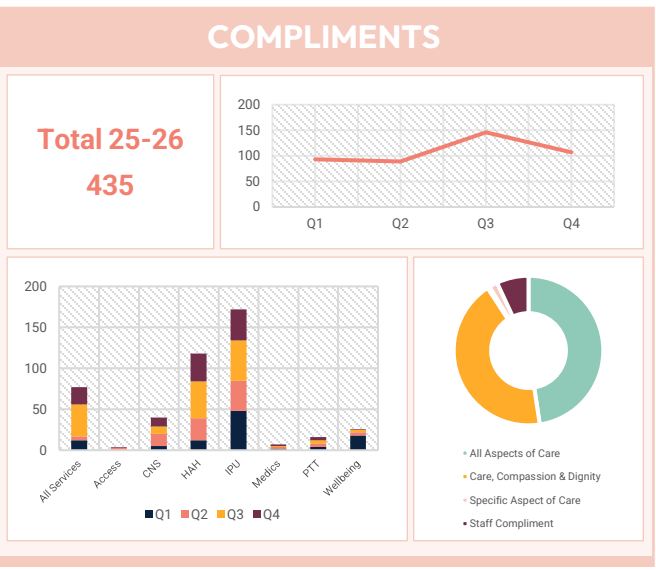 COMPLIMENTS
Total 25-26
435
200
150
100
50
0
Q1 Q2 Q3 Q4
200
150
100
50
0
All Services Access CNS HAH IPU Medics PTT Wellbeing
Q1 Q2 Q3 Q4
All Aspects of Care
Care, Compassion & Dignity
Specific Aspect of Care
Staff Compliment